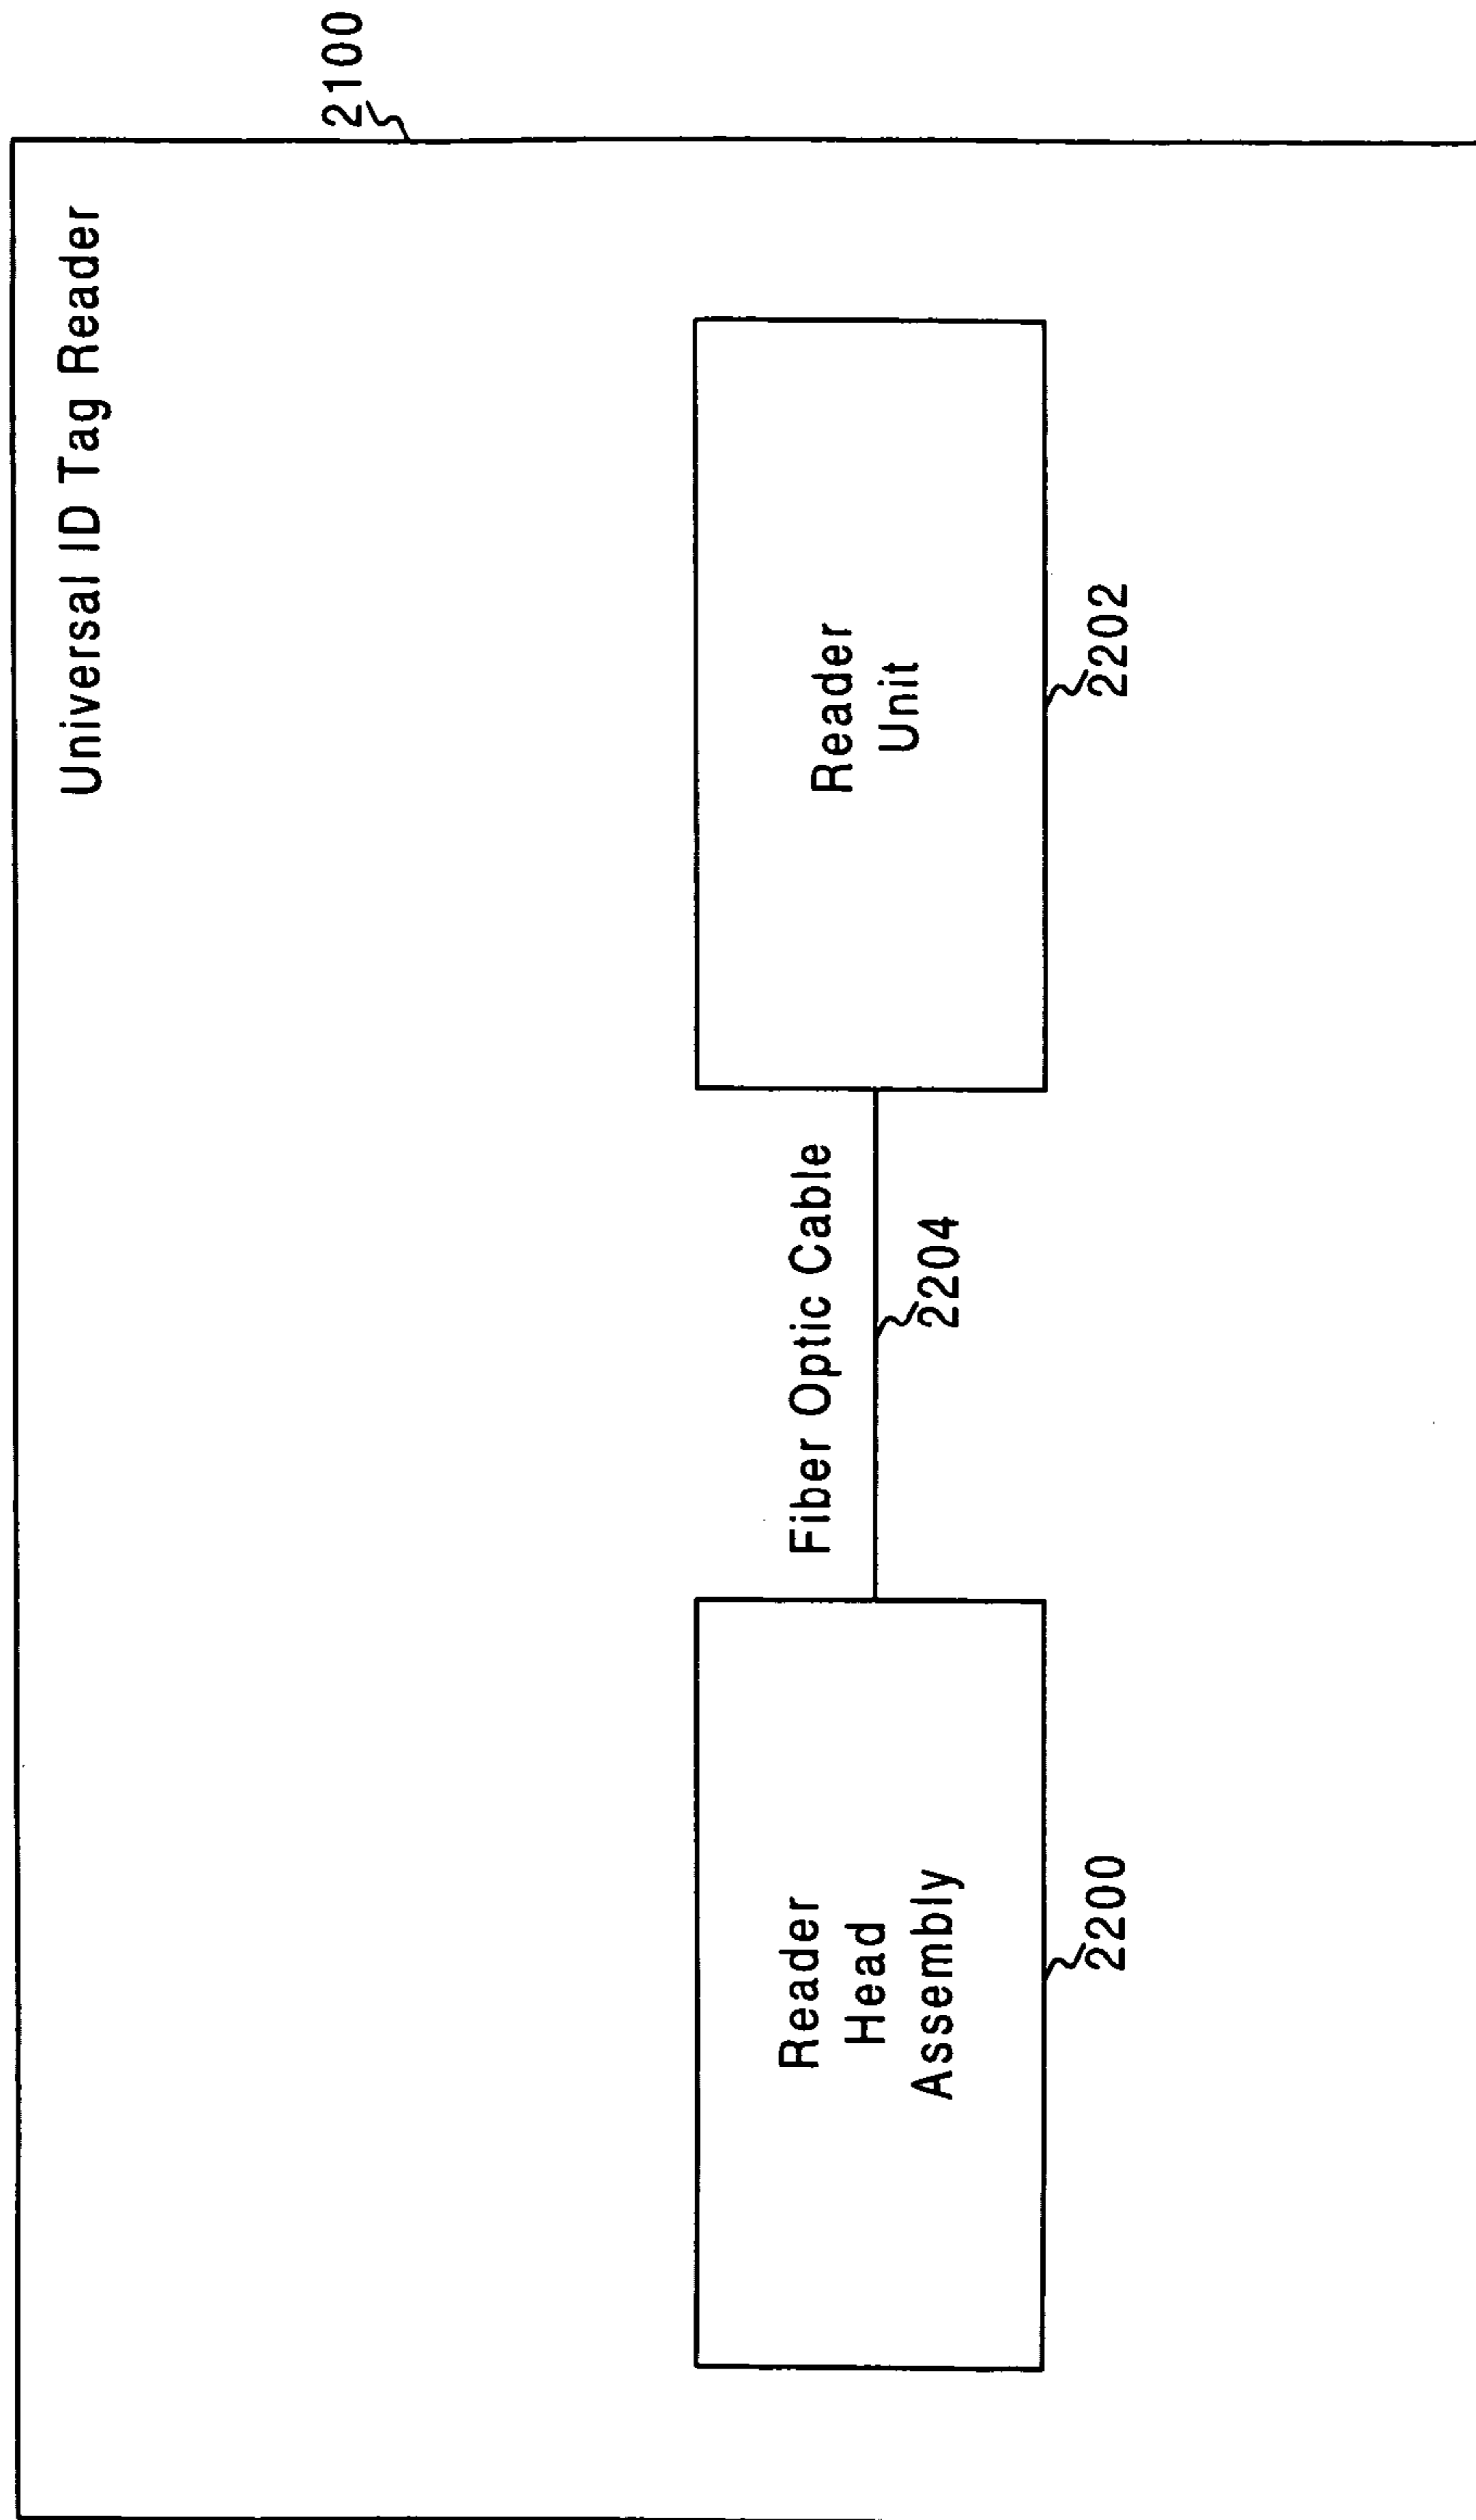 Universal ID Tag Reader
2100
Reader
Head
Assembly
2200
Fiber Optic Cable
2204
Reader
Unit
2202